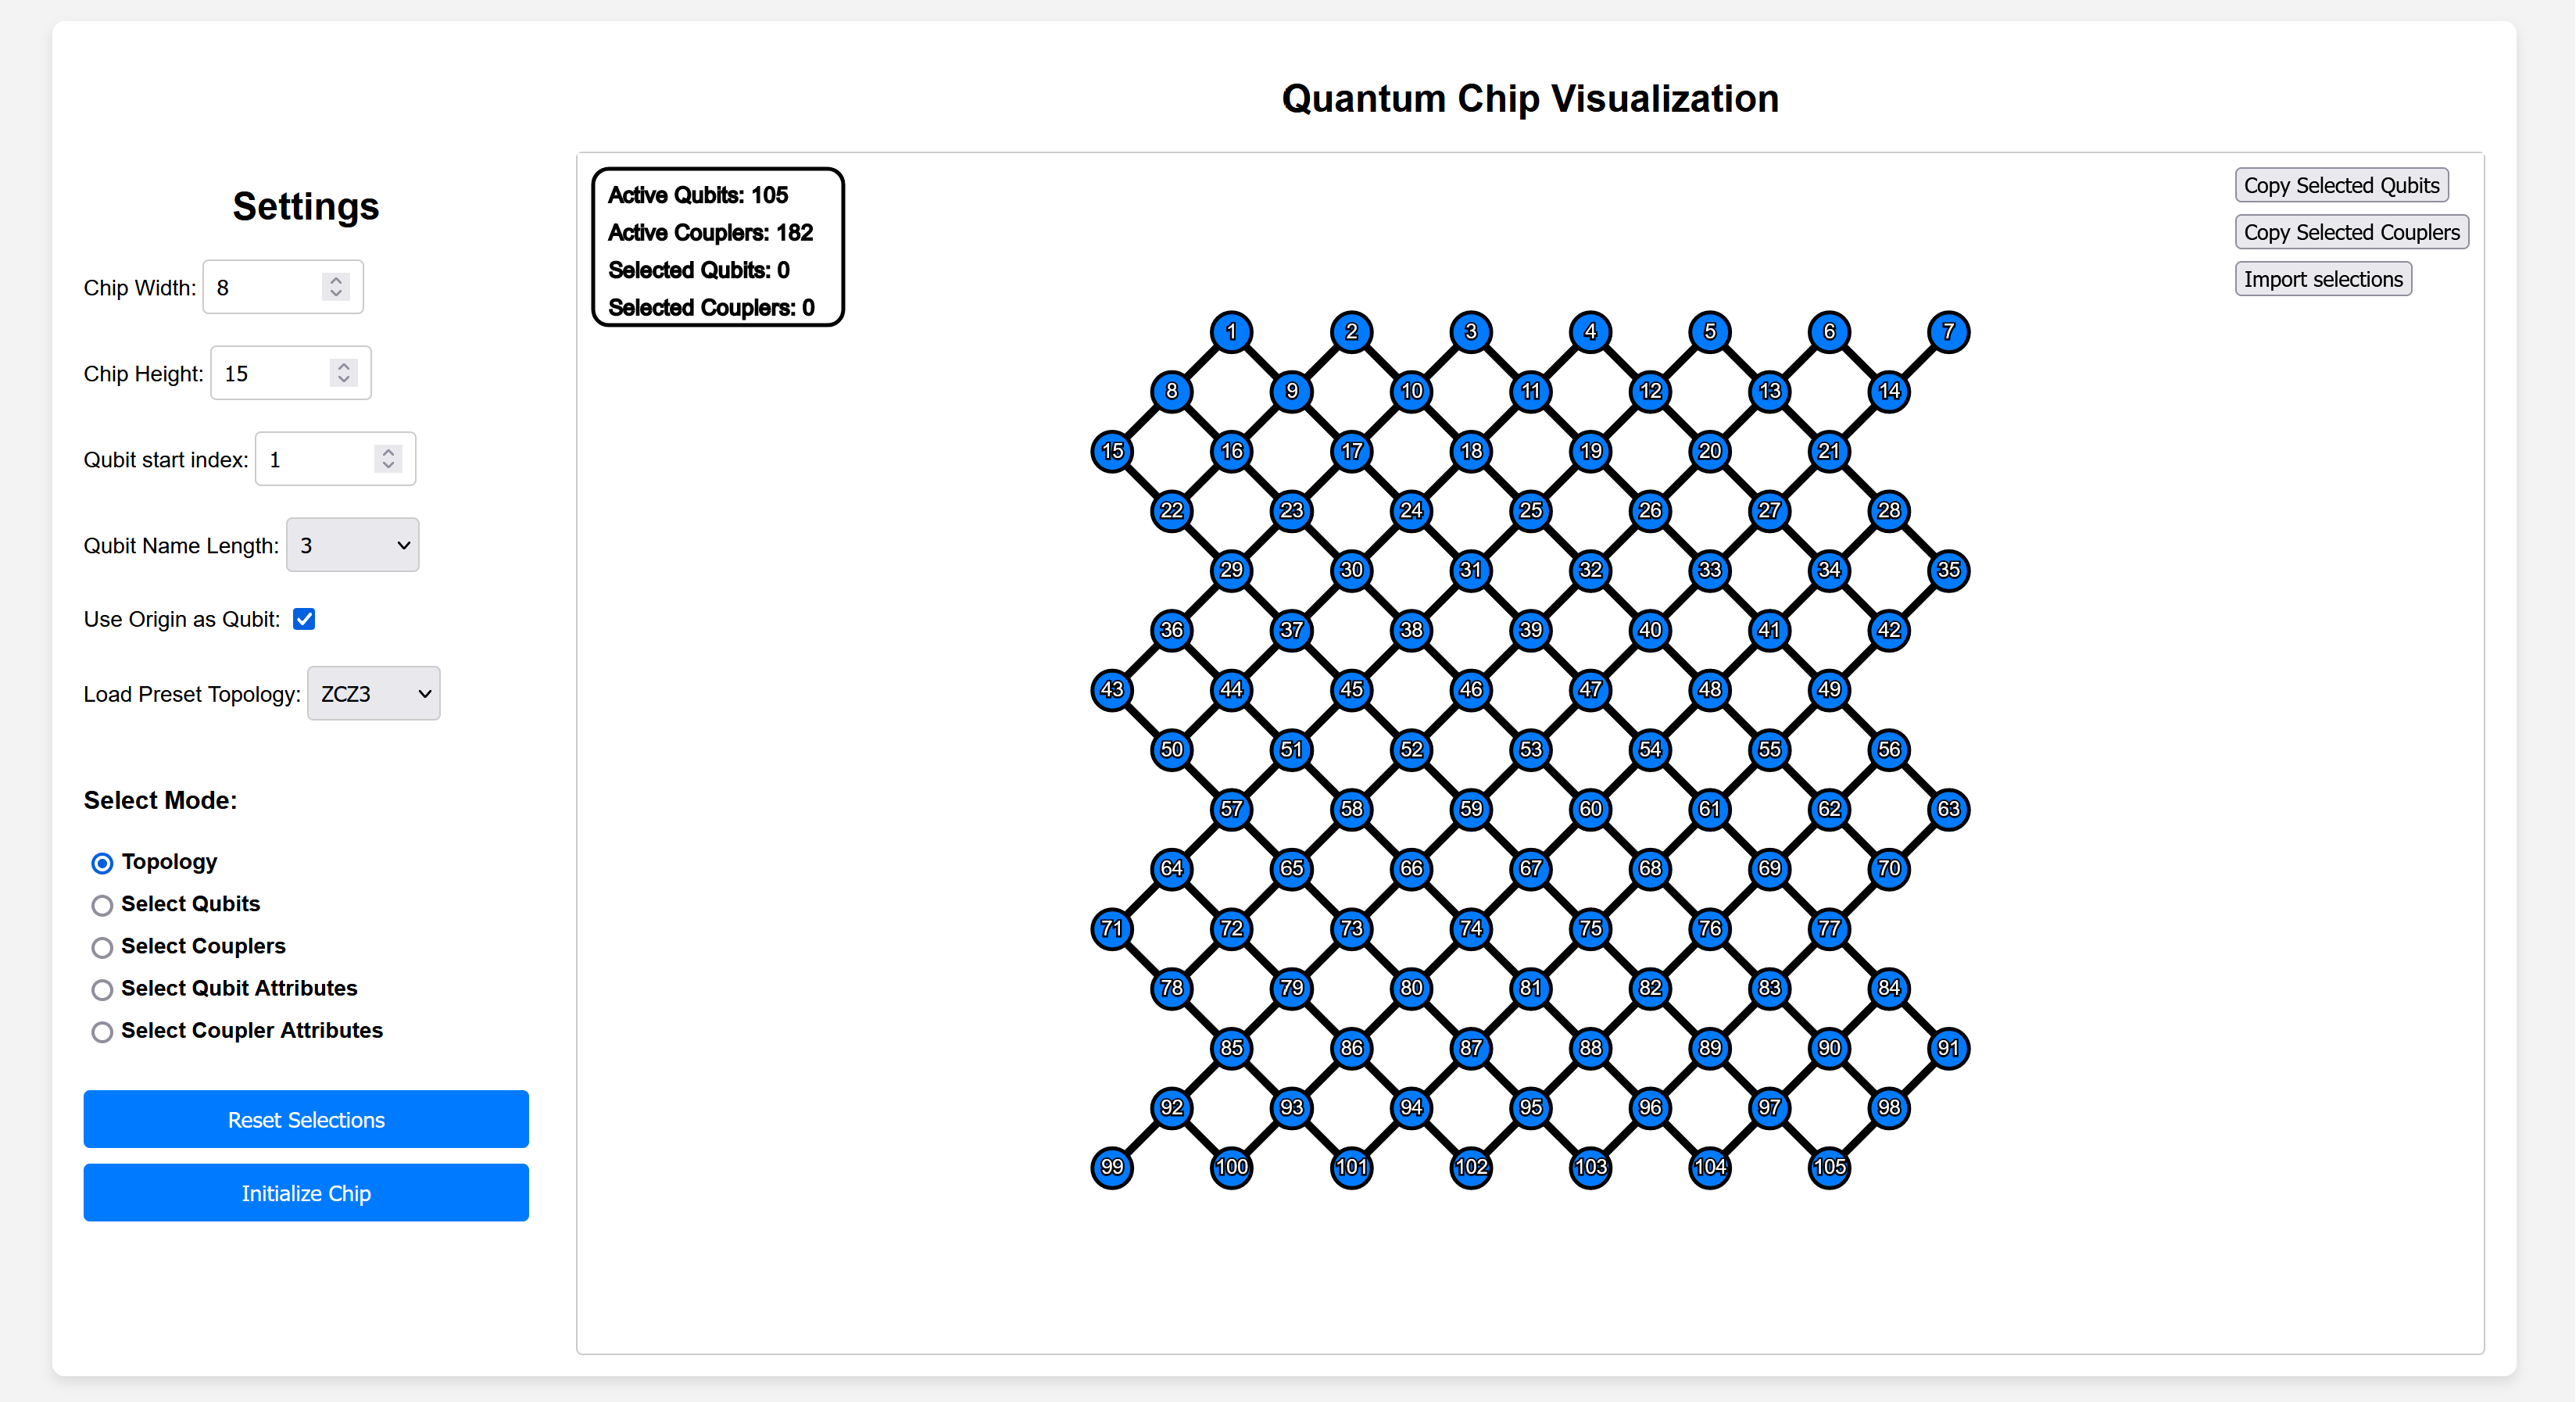 Quantum Chip Visualization
Settings
Chip Width: 8
Chip Height: 15
Qubit start index: 1
Qubit Name Length: 3
Use Origin as Qubit:
Load Preset Topology: ZCZ3
Select Mode:
Topology
Select Qubits
Select Couplers
Select Qubit Attributes
Select Coupler Attributes
Reset Selections
Initialize Chip
Active Qubits: 105
Active Couplers: 182
Selected Qubits: 0
Selected Couplers: 0
Copy Selected Qubits
Copy Selected Couplers
Import selections
1 2 3 4 5 6 7
8 9 10 11 12 13 14
15 16 17 18 19 20 21
22 23 24 25 26 27 28
29 30 31 32 33 34 35
36 37 38 39 40 41 42
43 44 45 46 47 48 49
50 51 52 53 54 55 56
57 58 59 60 61 62 63
64 65 66 67 68 69 70
71 72 73 74 75 76 77
78 79 80 81 82 83 84
85 86 87 88 89 90 91
92 93 94 95 96 97 98
99 100 101 102 103 104 105